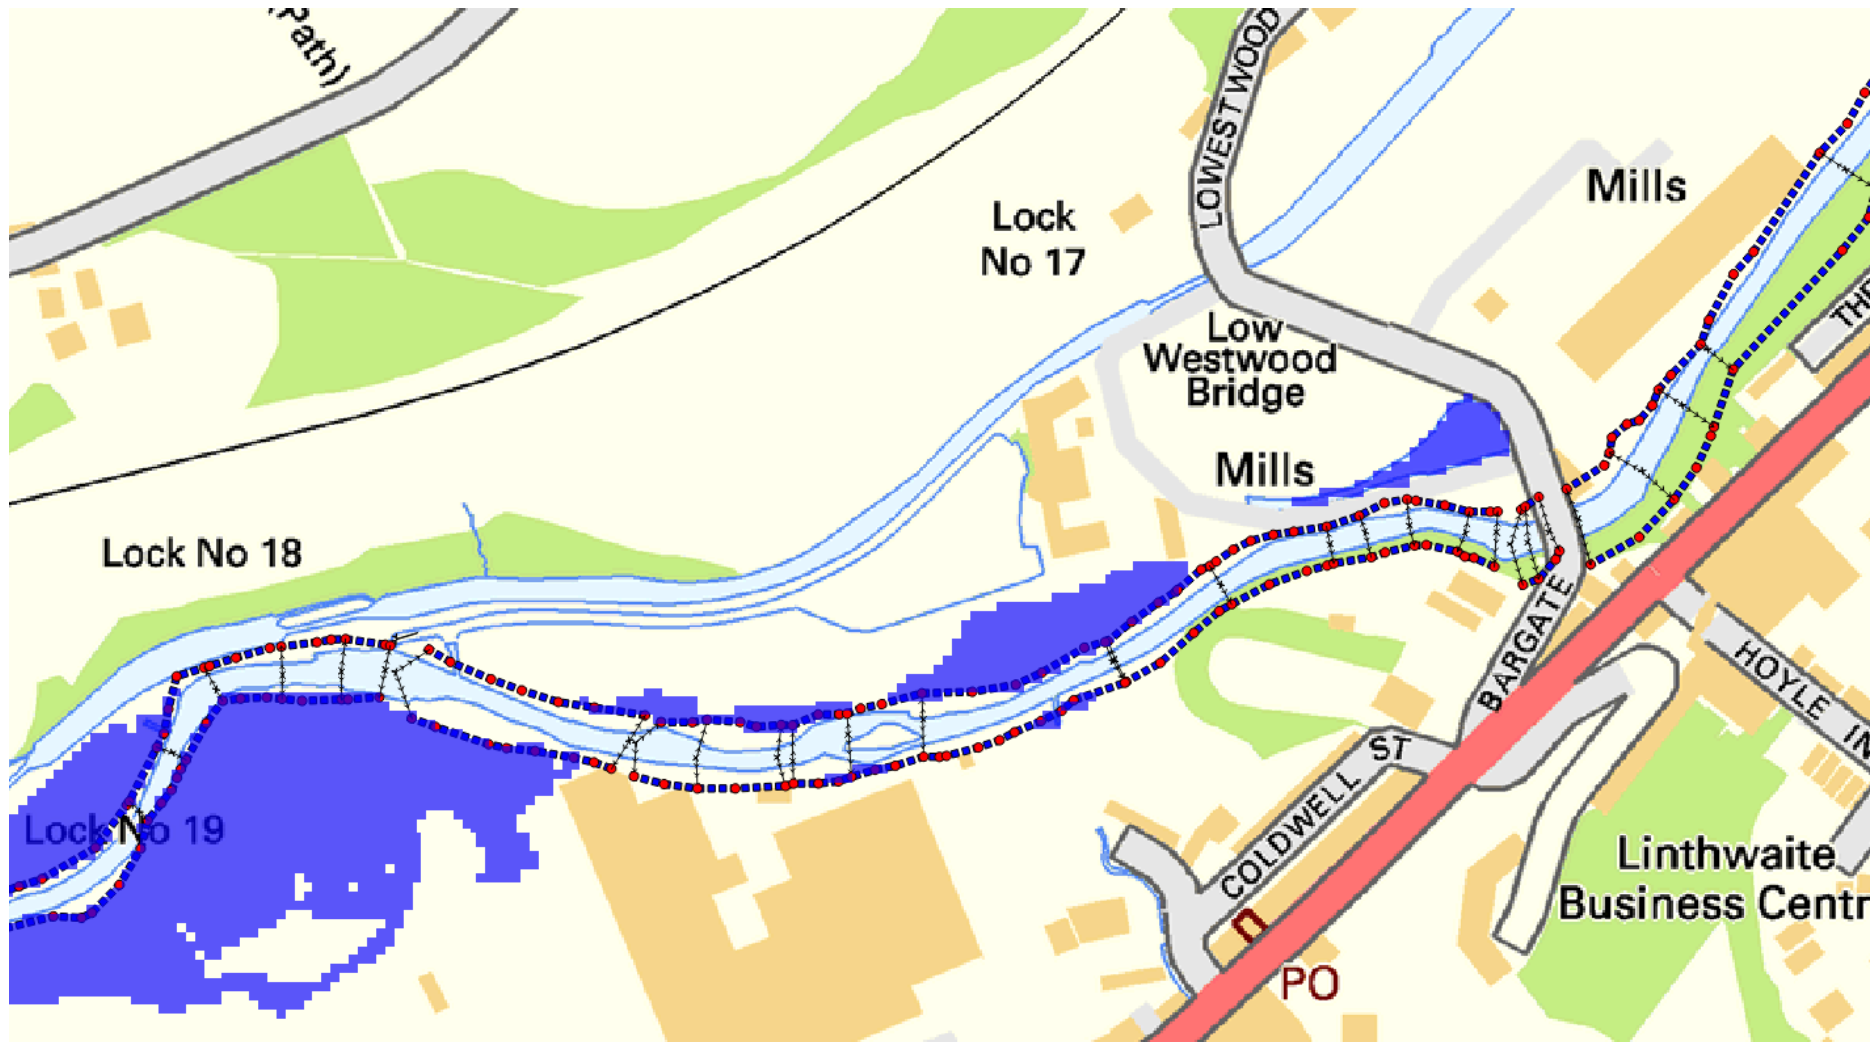 Path)
LOWESTWOOD
Mills
Lock
No 17
THE
Low
Westwood
Bridge
Mills
Lock No 18
BARGATE
HOYLE IN
COLDWELL ST
Lock No 19
Linthwaite
Business Centr
PO